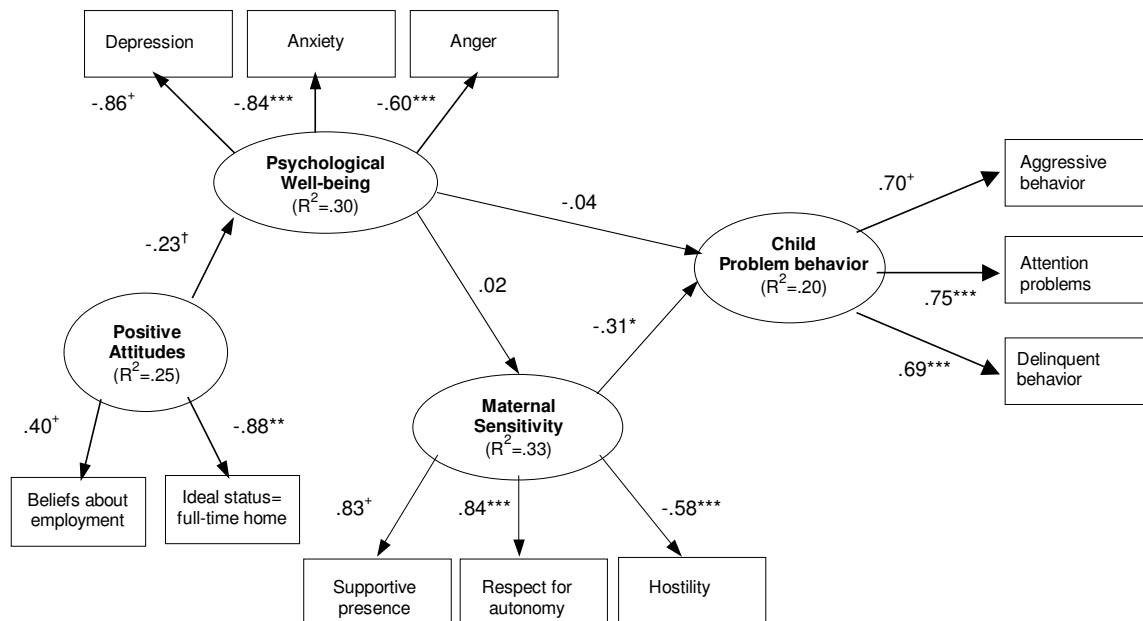 Depression
Anxiety
Anger
-.86+
-.84***
-.60***
Psychological
Well-being
(R2=.30)
Aggressive
behavior
.70+
-.04
Child
Problem behavior
(R2=.20)
Attention
problems
.75***
-.23†
.02
-.31*
Positive
Attitudes
(R2=.25)
Delinquent
behavior
.69***
Maternal
Sensitivity
(R2=.33)
.40+
-.88**
Beliefs about
employment
Ideal status=
full-time home
.83+
.84***
-.58***
Supportive
presence
Respect for
autonomy
Hostility